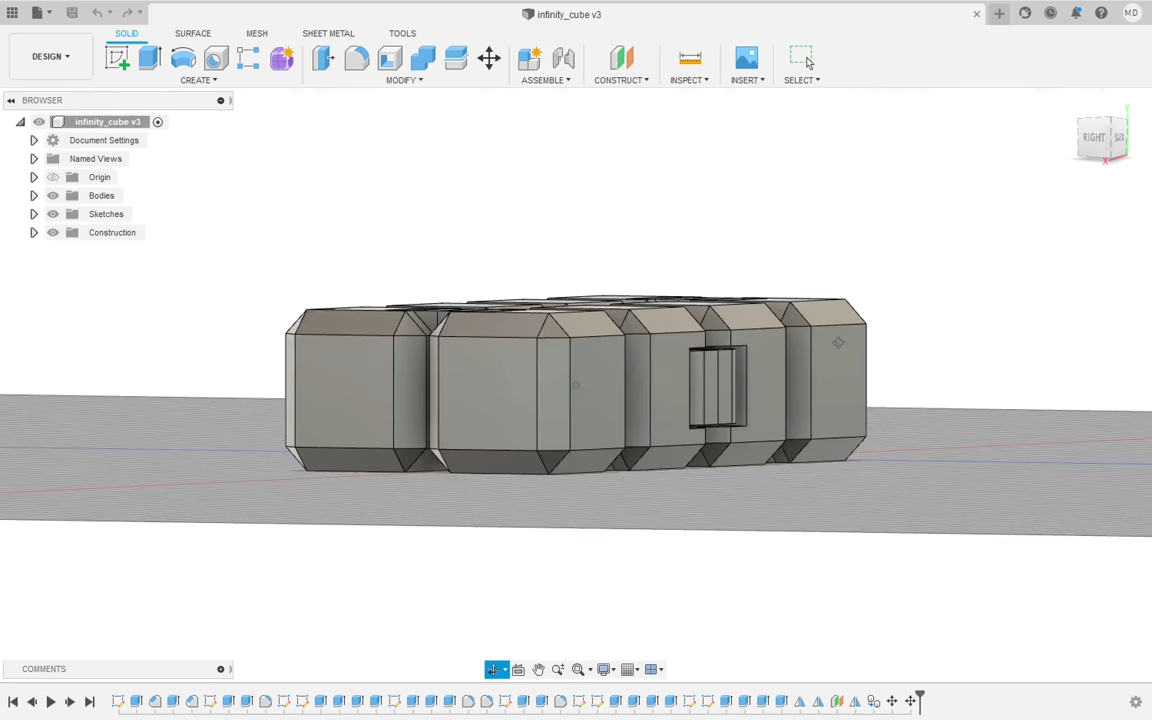 infinity_cube v3
MD
DESIGN
SOLID
SURFACE
MESH
SHEET METAL
TOOLS
CREATE
MODIFY
ASSEMBLE
CONSTRUCT
INSPECT
INSERT
SELECT
BROWSER
infinity_cube v3
Document Settings
Named Views
Origin
Bodies
Sketches
Construction
Y
RIGHT
X
COMMENTS